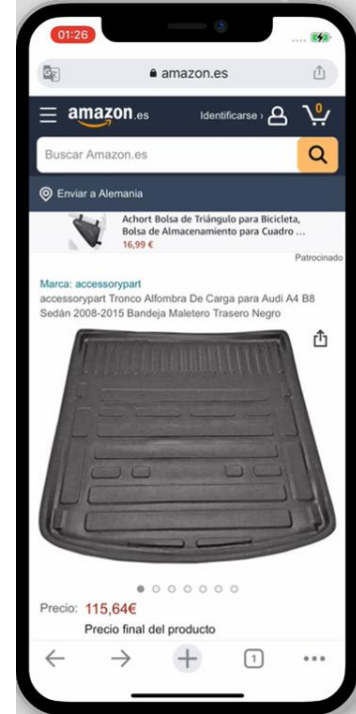 01:26
amazon.es
amazon.es
Identificarse ›
0
Buscar Amazon.es
Enviar a Alemania
Achort Bolsa de Triángulo para Bicicleta,
Bolsa de Almacenamiento para Cuadro ...
16,99 €
Patrocinado
Marca: accessorypart
accessorypart Tronco Alfombra De Carga para Audi A4 B8
Sedán 2008-2015 Bandeja Maletero Trasero Negro
Precio: 115,64€
Precio final del producto
1